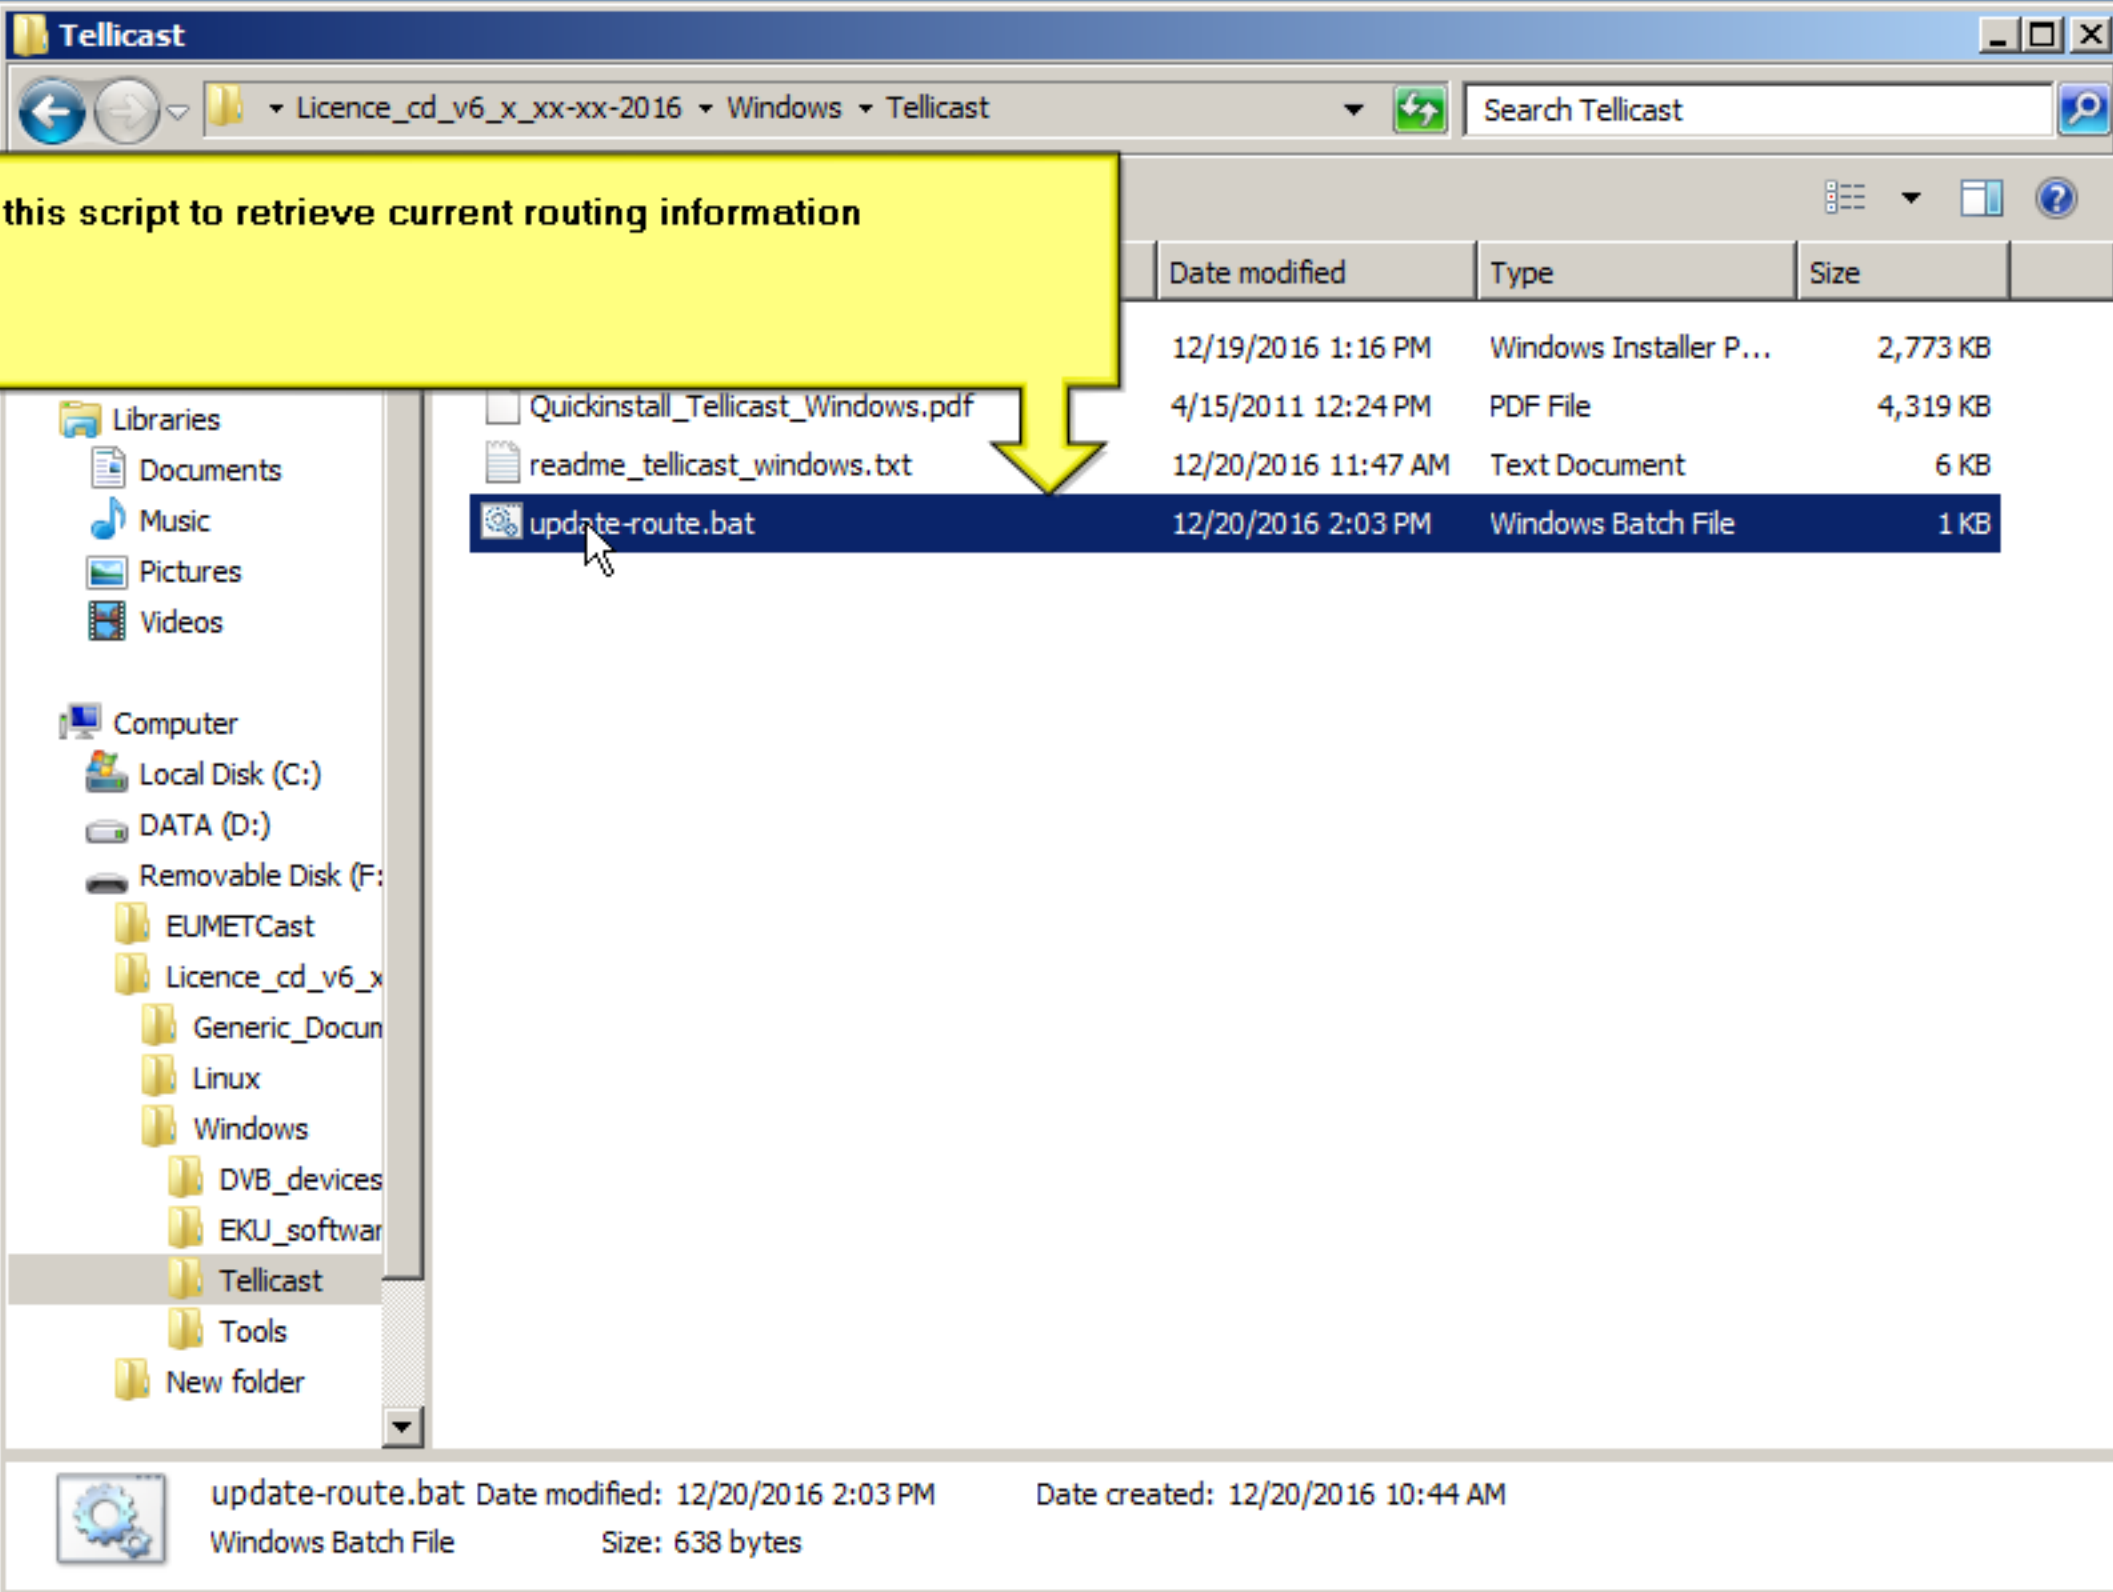 Tellicast
Licence_cd_v6_x_xx-xx-2016 Windows Tellicast
Search Tellicast
this script to retrieve current routing information
Date modified Type Size
12/19/2016 1:16 PM Windows Installer P... 2,773 KB
Quickinstall_Tellicast_Windows.pdf 4/15/2011 12:24 PM PDF File 4,319 KB
readme_tellicast_windows.txt 12/20/2016 11:47 AM Text Document 6 KB
update-route.bat 12/20/2016 2:03 PM Windows Batch File 1 KB
Libraries
Documents
Music
Pictures
Videos
Computer
Local Disk (C:)
DATA (D:)
Removable Disk (F:
EUMETCast
Licence_cd_v6_x
Generic_Docum
Linux
Windows
DVB_devices
EKU_softwar
Tellicast
Tools
New folder
update-route.bat Date modified: 12/20/2016 2:03 PM Date created: 12/20/2016 10:44 AM
Windows Batch File Size: 638 bytes